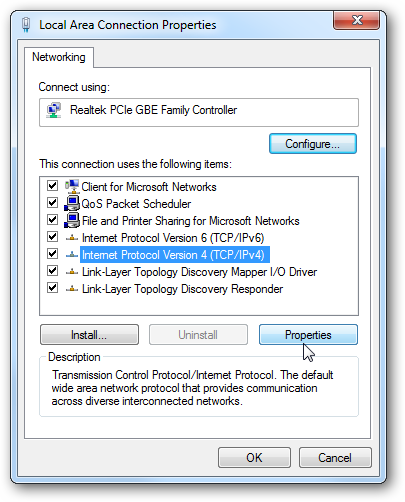 Local Area Connection Properties
Networking
Connect using:
Realtek PCIe GBE Family Controller
Configure...
This connection uses the following items:
Client for Microsoft Networks
QoS Packet Scheduler
File and Printer Sharing for Microsoft Networks
Internet Protocol Version 6 (TCP/IPv6)
Internet Protocol Version 4 (TCP/IPv4)
Link-Layer Topology Discovery Mapper I/O Driver
Link-Layer Topology Discovery Responder
Install... Uninstall Properties
Description
Transmission Control Protocol/Internet Protocol. The default
wide area network protocol that provides communication
across diverse interconnected networks.
OK Cancel